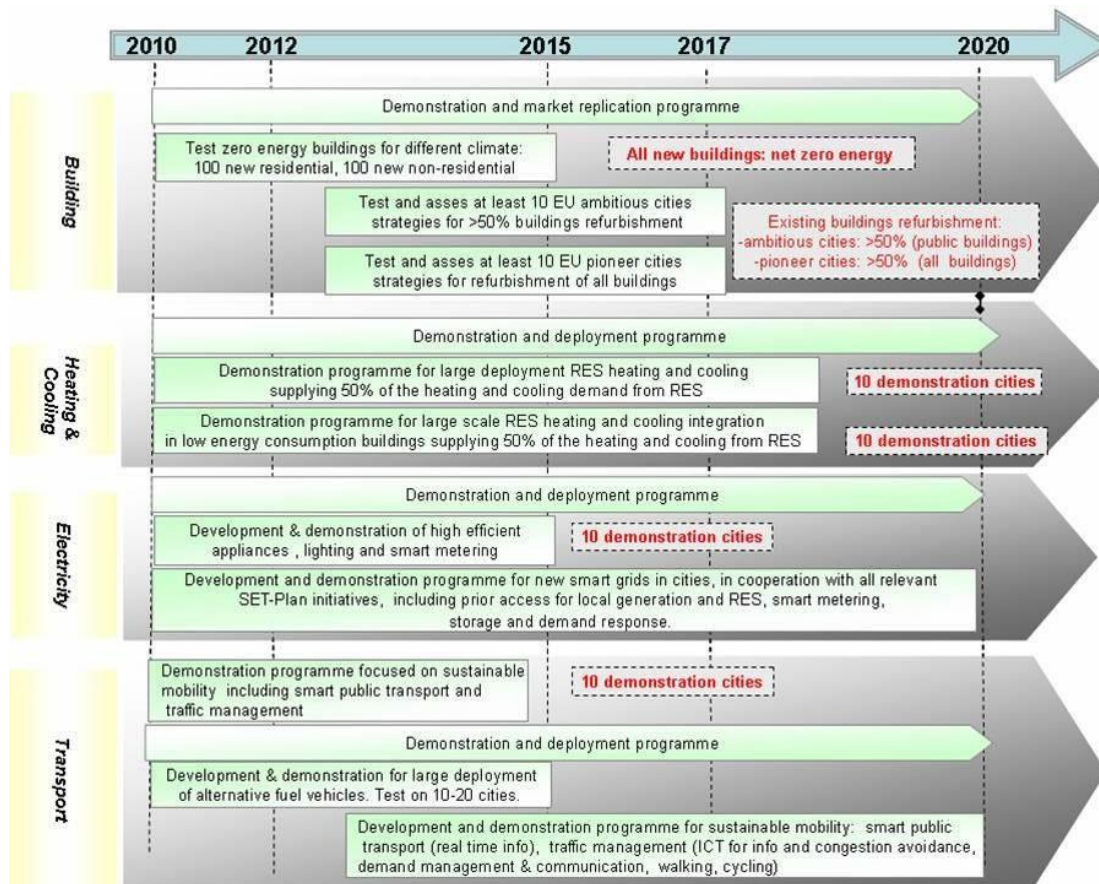 2010 2012 2015 2017 2020
Building
Demonstration and market replication programme
Test zero energy buildings for different climate:
100 new residential, 100 new non-residential
All new buildings: net zero energy
Test and asses at least 10 EU ambitious cities
strategies for >50% buildings refurbishment
Existing buildings refurbishment:
-ambitious cities: >50% (public buildings)
-pioneer cities: >50% (all buildings)
Test and asses at least 10 EU pioneer cities
strategies for refurbishment of all buildings
Heating &
Cooling
Demonstration and deployment programme
Demonstration programme for large deployment RES heating and cooling
supplying 50% of the heating and cooling demand from RES
10 demonstration cities
Demonstration programme for large scale RES heating and cooling integration
in low energy consumption buildings supplying 50% of the heating and cooling from RES
10 demonstration cities
Electricity
Demonstration and deployment programme
Development & demonstration of high efficient
appliances , lighting and smart metering
10 demonstration cities
Development and demonstration programme for new smart grids in cities, in cooperation with all relevant
SET-Plan initiatives, including prior access for local generation and RES, smart metering,
storage and demand response.
Transport
Demonstration programme focused on sustainable
mobility including smart public transport and
traffic management
10 demonstration cities
Demonstration and deployment programme
Development & demonstration for large deployment
of alternative fuel vehicles. Test on 10-20 cities.
Development and demonstration programme for sustainable mobility: smart public
transport (real time info), traffic management (ICT for info and congestion avoidance,
demand management & communication, walking, cycling)